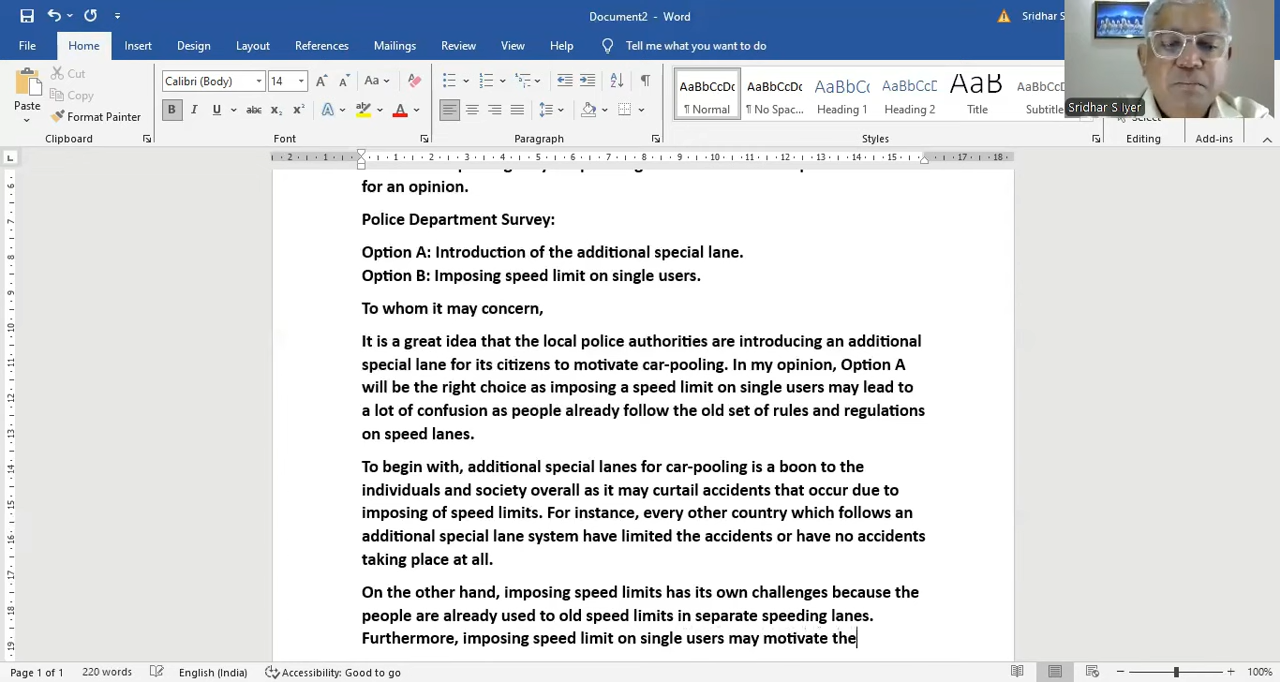 Document2 - Word
Sridhar S
File Home Insert Design Layout References Mailings Review View Help Tell me what you want to do
Paste
Cut
Copy
Format Painter
Calibri (Body) 14
AaBbCcDc AaBbCcDc AaBbCc AaBbCcD AaB AaBbCcD
¶ Normal ¶ No Spac... Heading 1 Heading 2 Title Subtitle
Sridhar S Iyer
Clipboard Font Paragraph Styles Editing Add-ins
for an opinion.
Police Department Survey:
Option A: Introduction of the additional special lane.
Option B: Imposing speed limit on single users.
To whom it may concern,
It is a great idea that the local police authorities are introducing an additional
special lane for its citizens to motivate car-pooling. In my opinion, Option A
will be the right choice as imposing a speed limit on single users may lead to
a lot of confusion as people already follow the old set of rules and regulations
on speed lanes.
To begin with, additional special lanes for car-pooling is a boon to the
individuals and society overall as it may curtail accidents that occur due to
imposing of speed limits. For instance, every other country which follows an
additional special lane system have limited the accidents or have no accidents
taking place at all.
On the other hand, imposing speed limits has its own challenges because the
people are already used to old speed limits in separate speeding lanes.
Furthermore, imposing speed limit on single users may motivate the
Page 1 of 1 220 words English (India) Accessibility: Good to go 100%